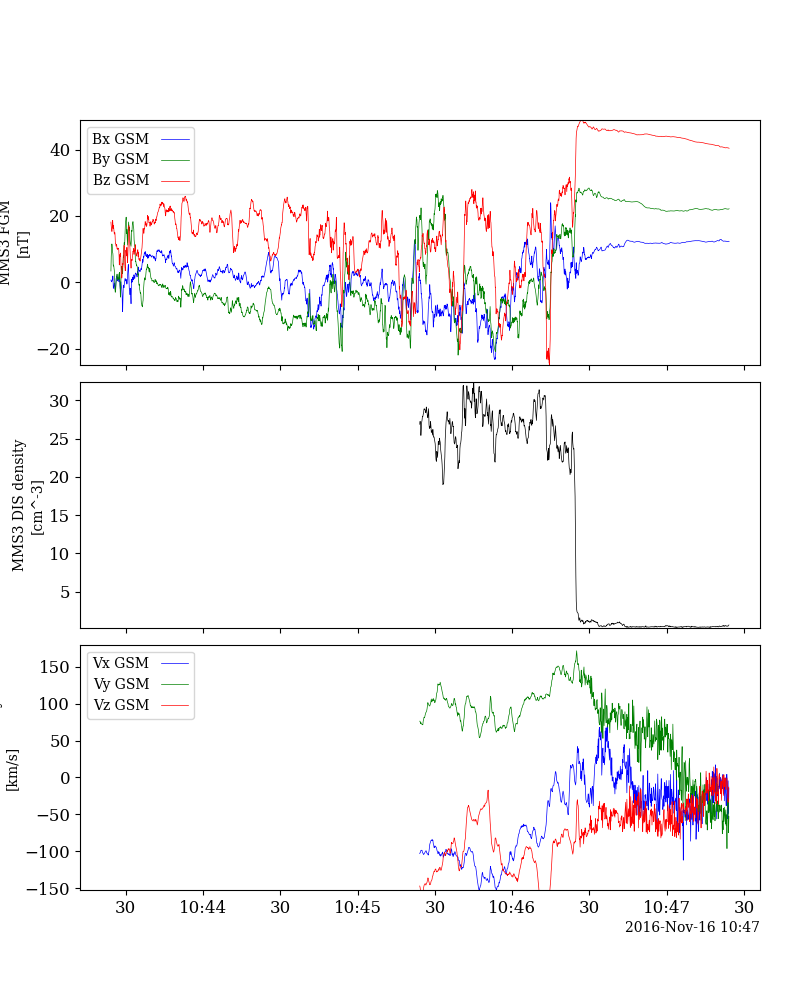 Bx GSM
By GSM
Bz GSM
40
20
0
−20
MMS3 FGM
[nT]
30
25
20
15
10
5
MMS3 DIS density
[cm^-3]
Vx GSM
Vy GSM
Vz GSM
150
100
50
0
−50
−100
−150
[km/s]
30 10:44 30 10:45 30 10:46 30 10:47 30
2016-Nov-16 10:47